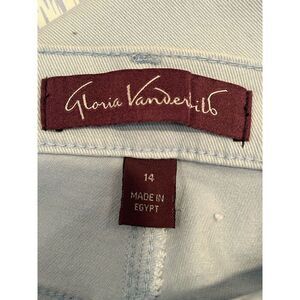 Gloria Vanderbilt
14
MADE IN
EGYPT